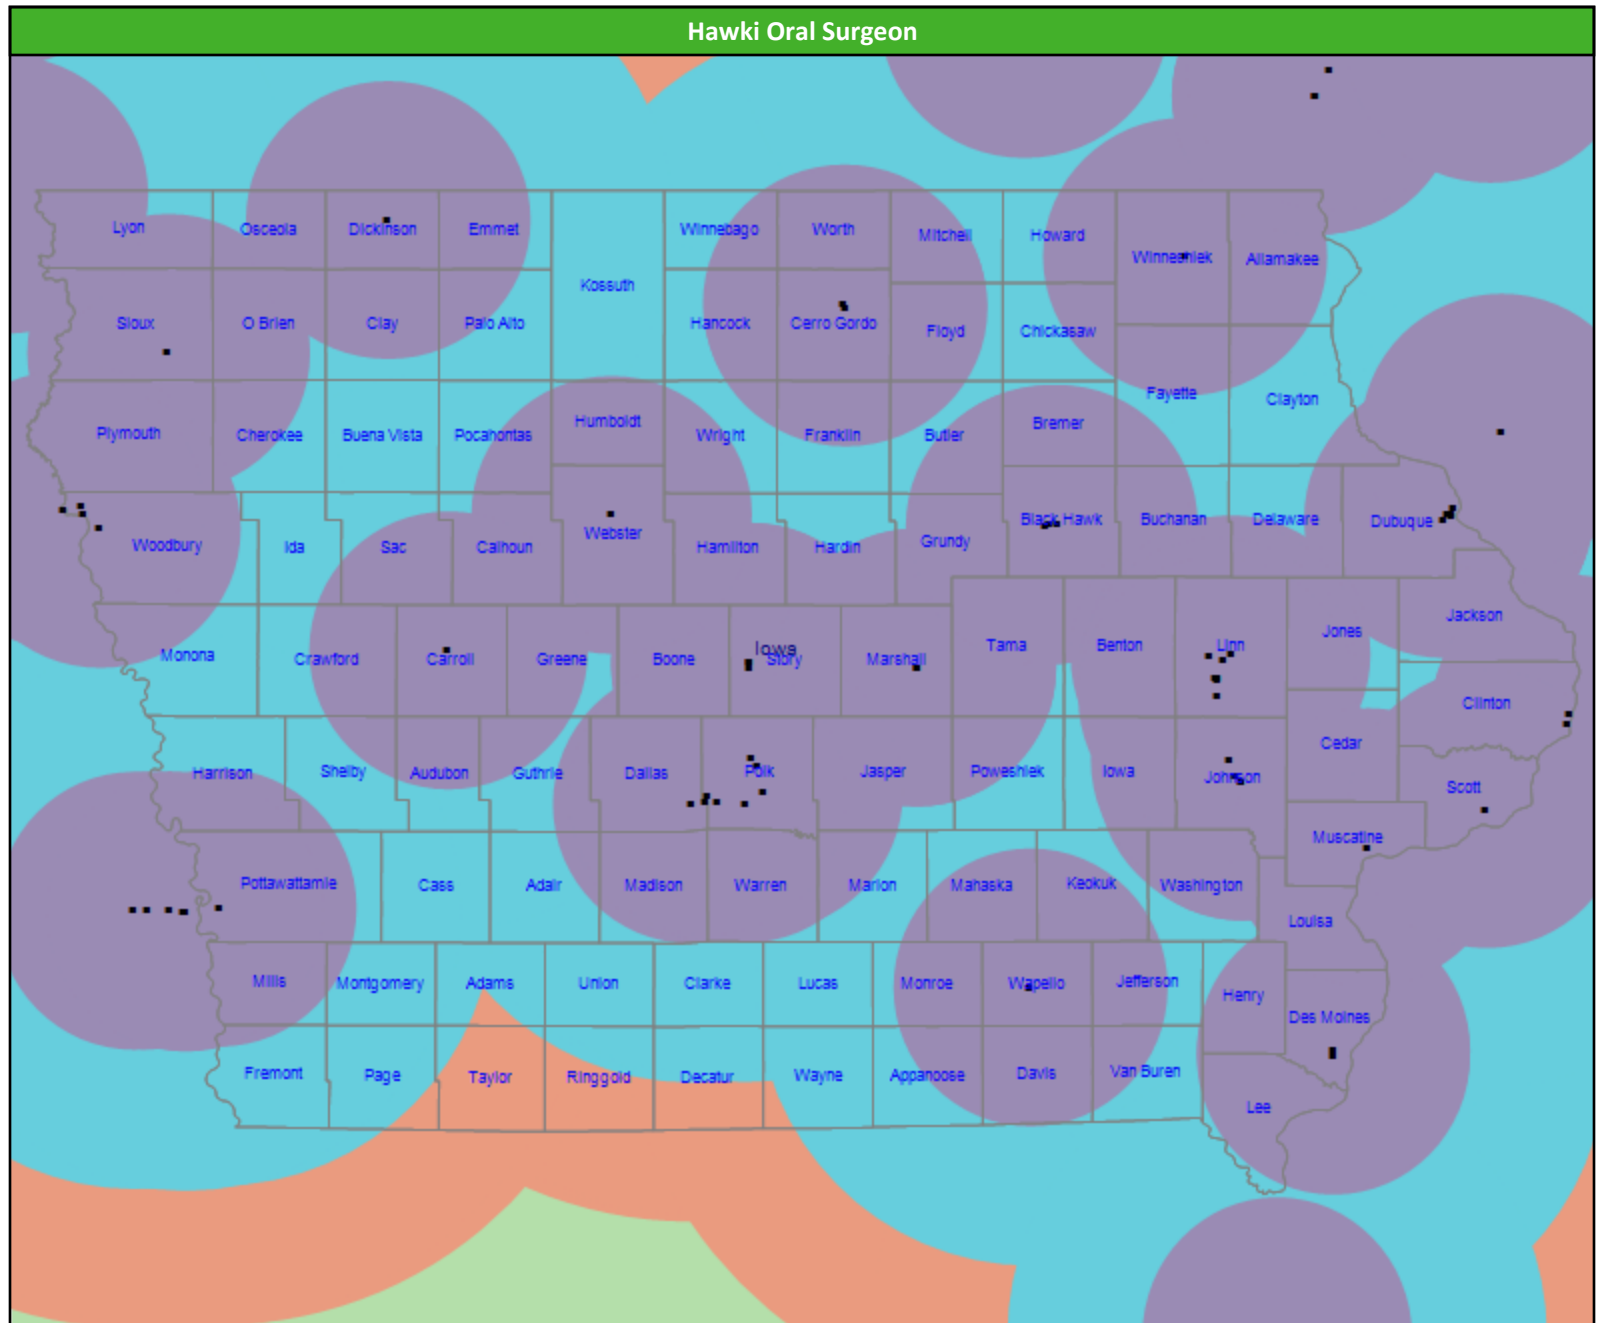 Hawki Oral Surgeon
Lyon
Osceola
Dickinson
Emmet
Winnebago
Worth
Mitchell
Howard
Winneshiek
Allamakee
Kossuth
Sioux
O Brien
Clay
Palo Alto
Hancock
Cerro Gordo
Floyd
Chickasaw
Fayette
Clayton
Plymouth
Cherokee
Buena Vista
Pocahontas
Humboldt
Wright
Franklin
Butler
Bremer
Woodbury
Ida
Sac
Calhoun
Webster
Hamilton
Hardin
Grundy
Black Hawk
Buchanan
Delaware
Dubuque
Jackson
Monona
Crawford
Carroll
Greene
Boone
Iowa
Story
Marshall
Tama
Benton
Linn
Jones
Clinton
Cedar
Harrison
Shelby
Audubon
Guthrie
Dallas
Polk
Jasper
Poweshiek
Iowa
Johnson
Scott
Muscatine
Pottawattamie
Cass
Adair
Madison
Warren
Marion
Mahaska
Keokuk
Washington
Louisa
Mills
Montgomery
Adams
Union
Clarke
Lucas
Monroe
Wapello
Jefferson
Henry
Des Moines
Fremont
Page
Taylor
Ringgold
Decatur
Wayne
Appanoose
Davis
Van Buren
Lee